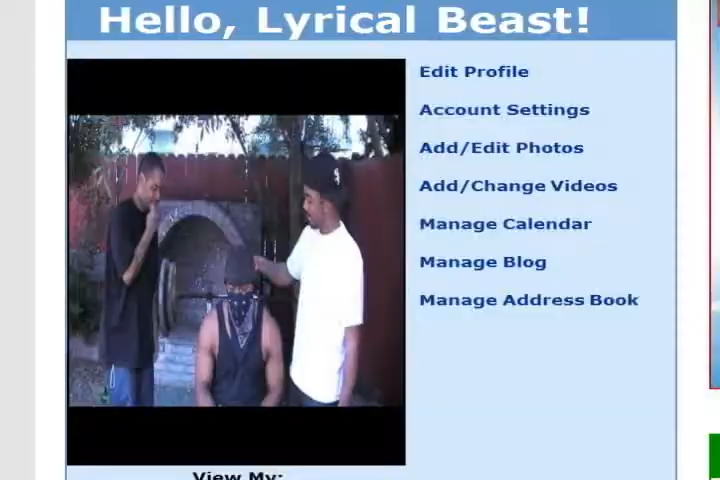 Hello, Lyrical Beast!
Edit Profile
Account Settings
Add/Edit Photos
Add/Change Videos
Manage Calendar
Manage Blog
Manage Address Book
View My: